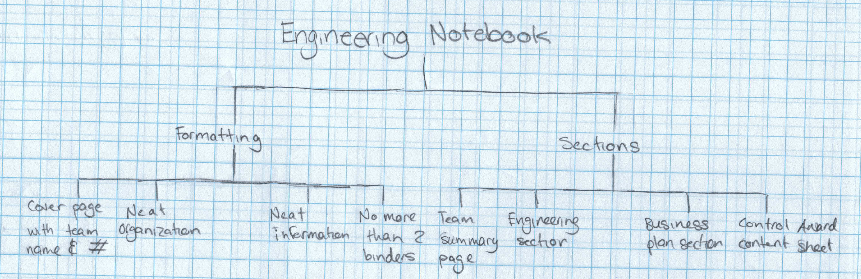 Engineering Notebook
Formatting
Sections
Cover page
with team
name & #
Neat
organization
Neat
information
No more
than 2
binders
Team
summary
page
Engineering
section
Business
plan section
Control Award
content sheet